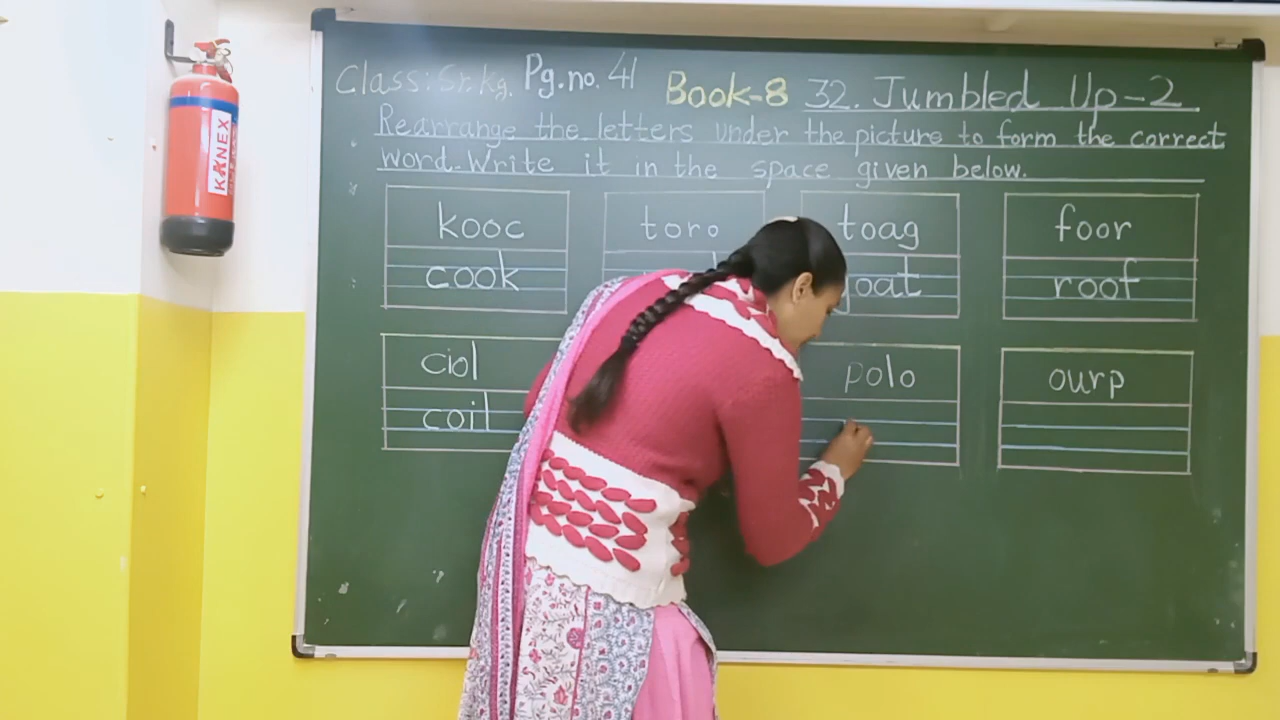 Class: Sr.kg. Pg.no. 41 Book-8 32. Jumbled Up-2
Rearrange the letters under the picture to form the correct
word. Write it in the space given below.
kooc toro toag foor
cook roof
ciol polo ourp
coil
KANEX